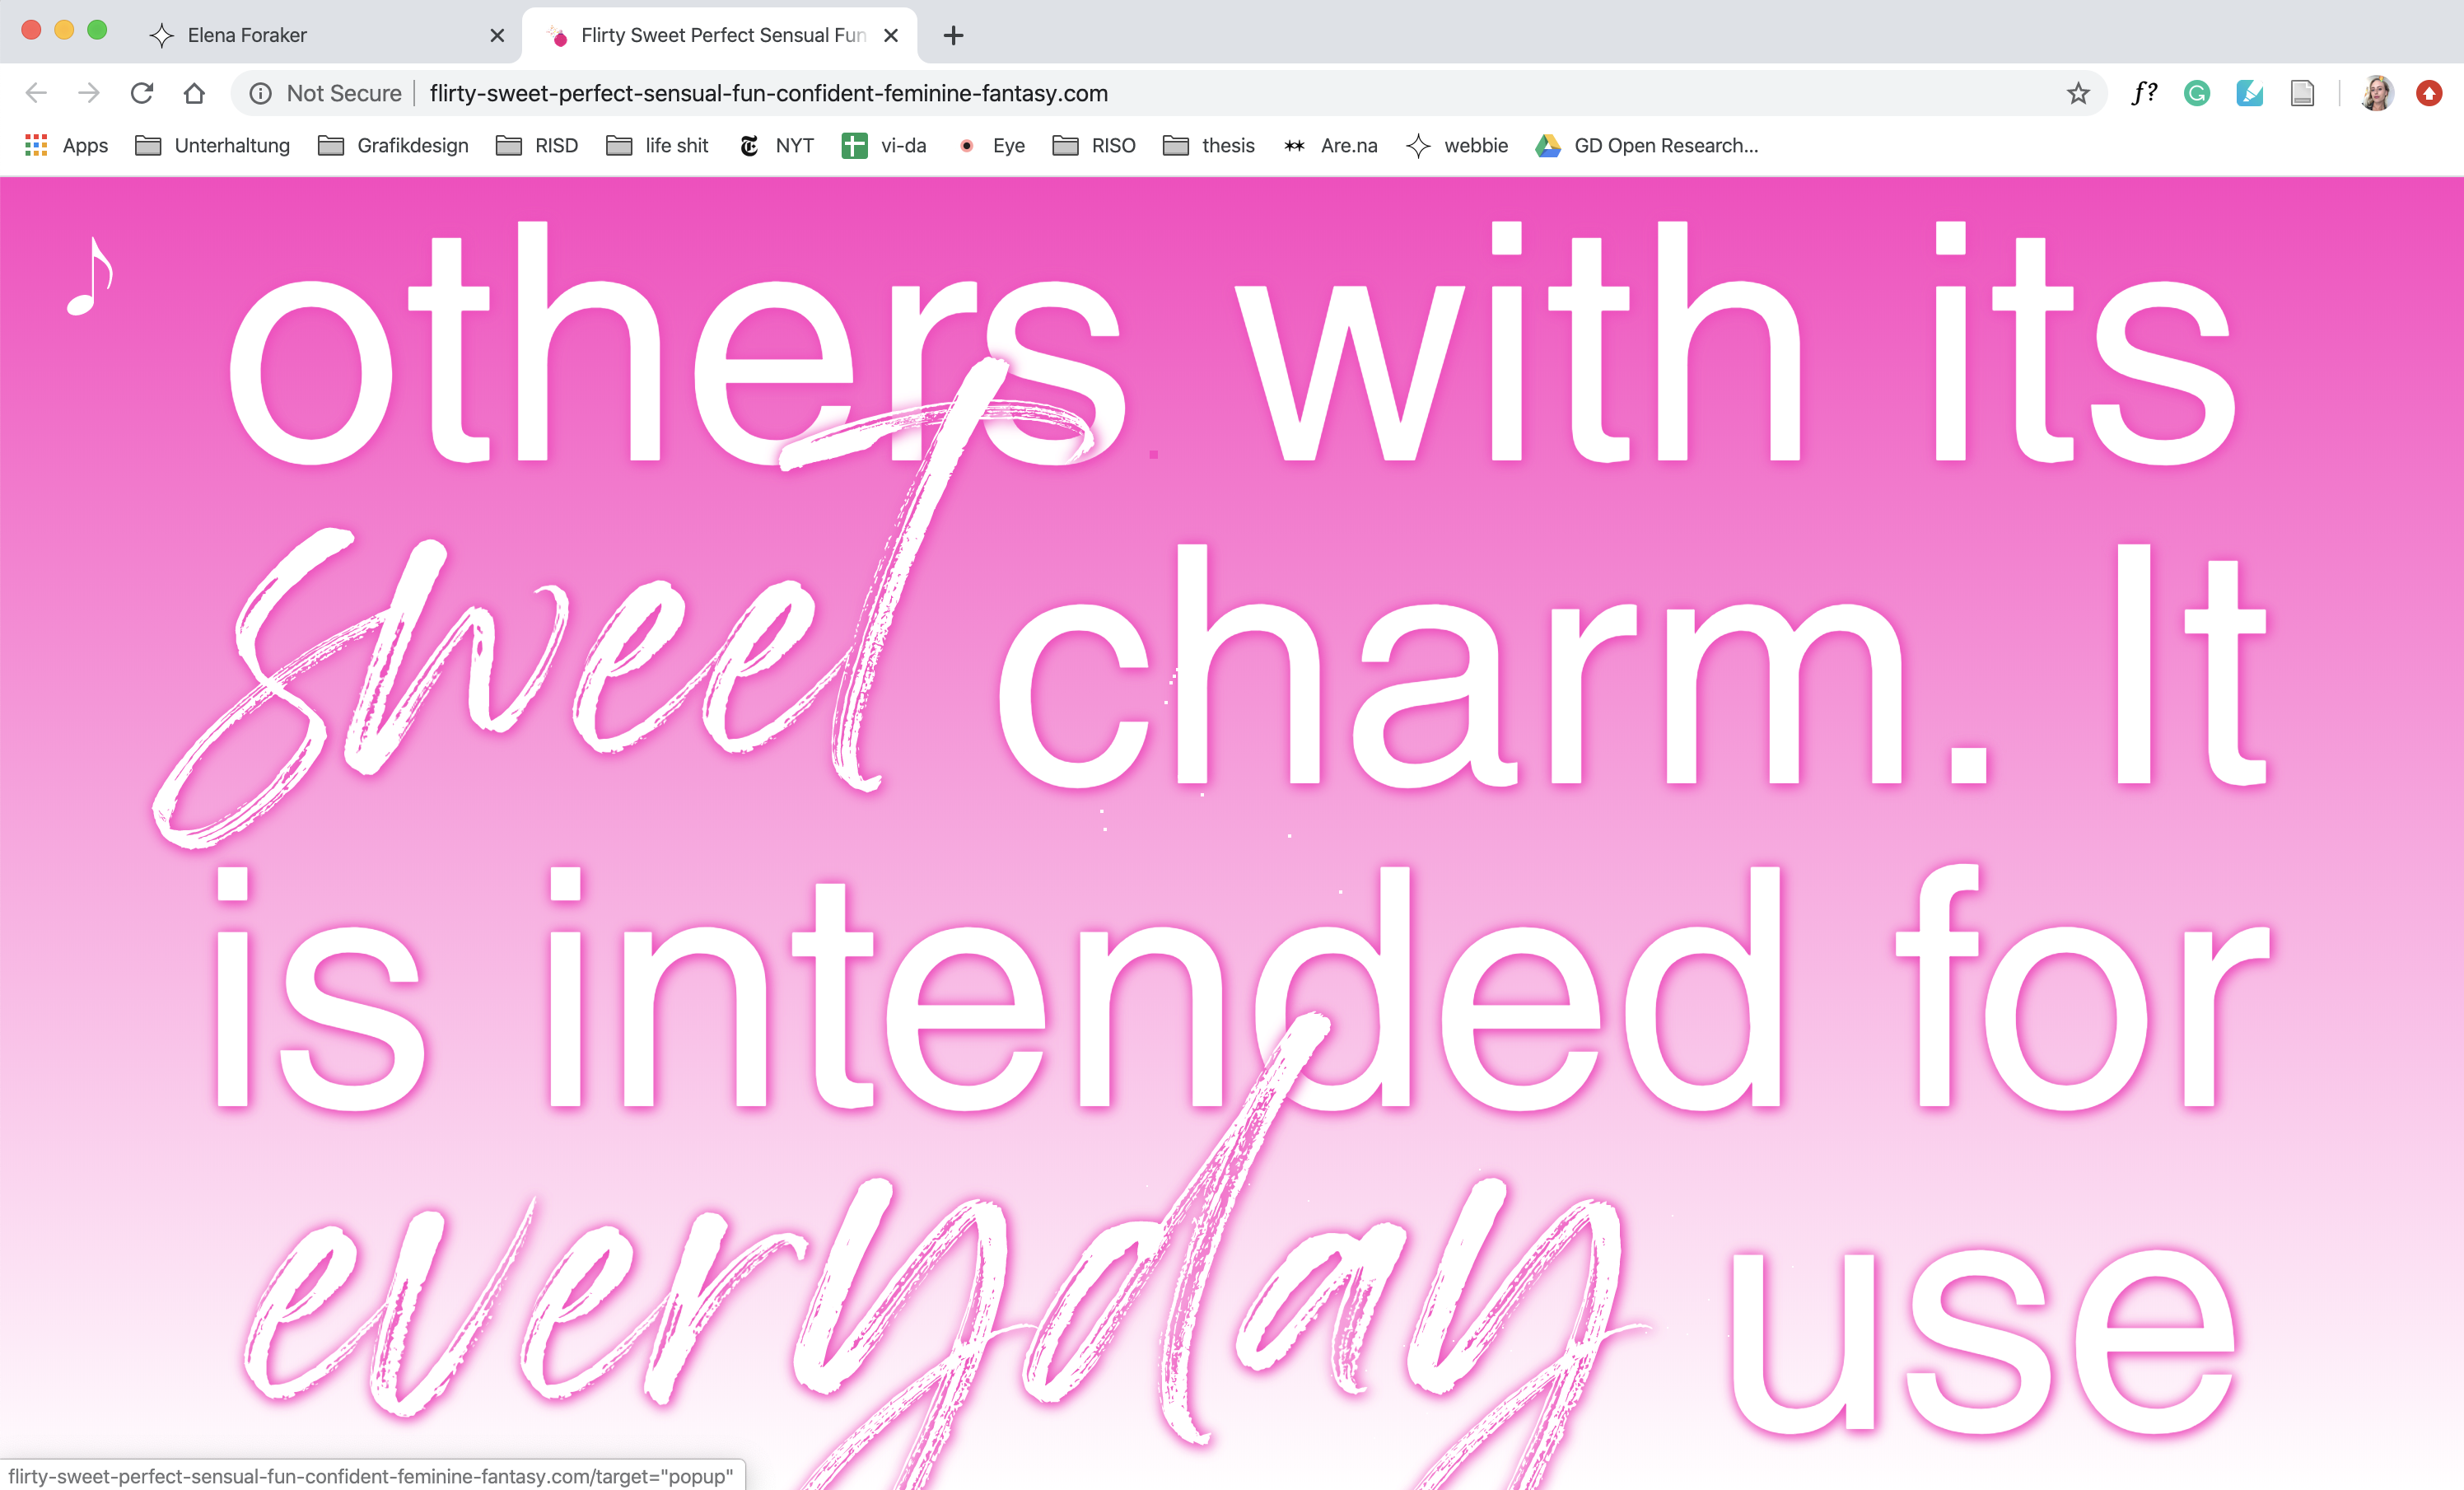 Elena Foraker
Flirty Sweet Perfect Sensual Fun
Not Secure flirty-sweet-perfect-sensual-fun-confident-feminine-fantasy.com f?
Apps Unterhaltung Grafikdesign RISD life shit NYT vi-da Eye RISO thesis Are.na webbie GD Open Research...
others with its
sweet charm. It
is intended for
everyday use
flirty-sweet-perfect-sensual-fun-confident-feminine-fantasy.com/target="popup"